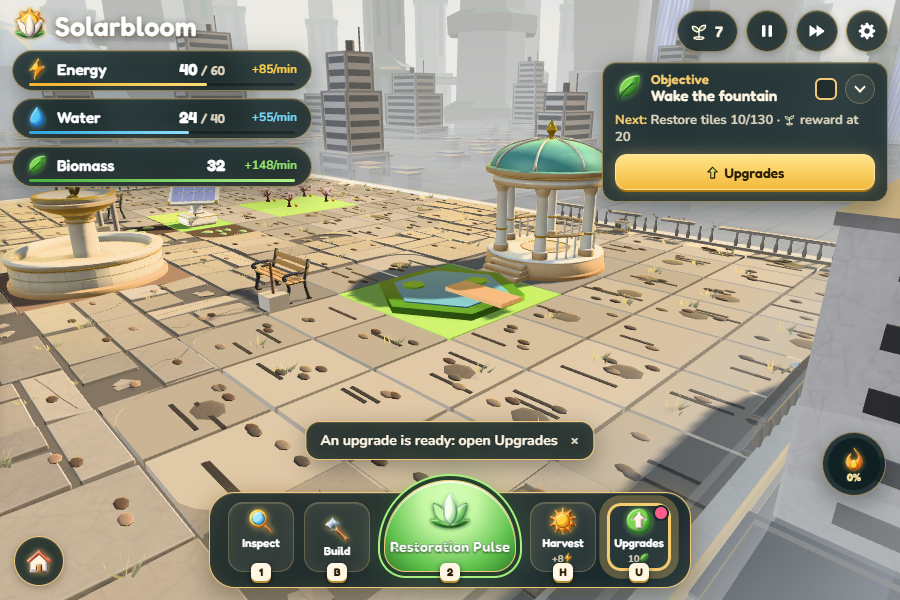 Solarbloom
7
Energy 40 / 60 +85/min
Objective
Wake the fountain
Water 24 / 40 +55/min
Next: Restore tiles 10/130 · reward at
20
Biomass 32 +148/min
Upgrades
An upgrade is ready: open Upgrades ×
0%
Inspect
Build
Restoration Pulse
Harvest
+8
Upgrades
10
1
B
2
H
U